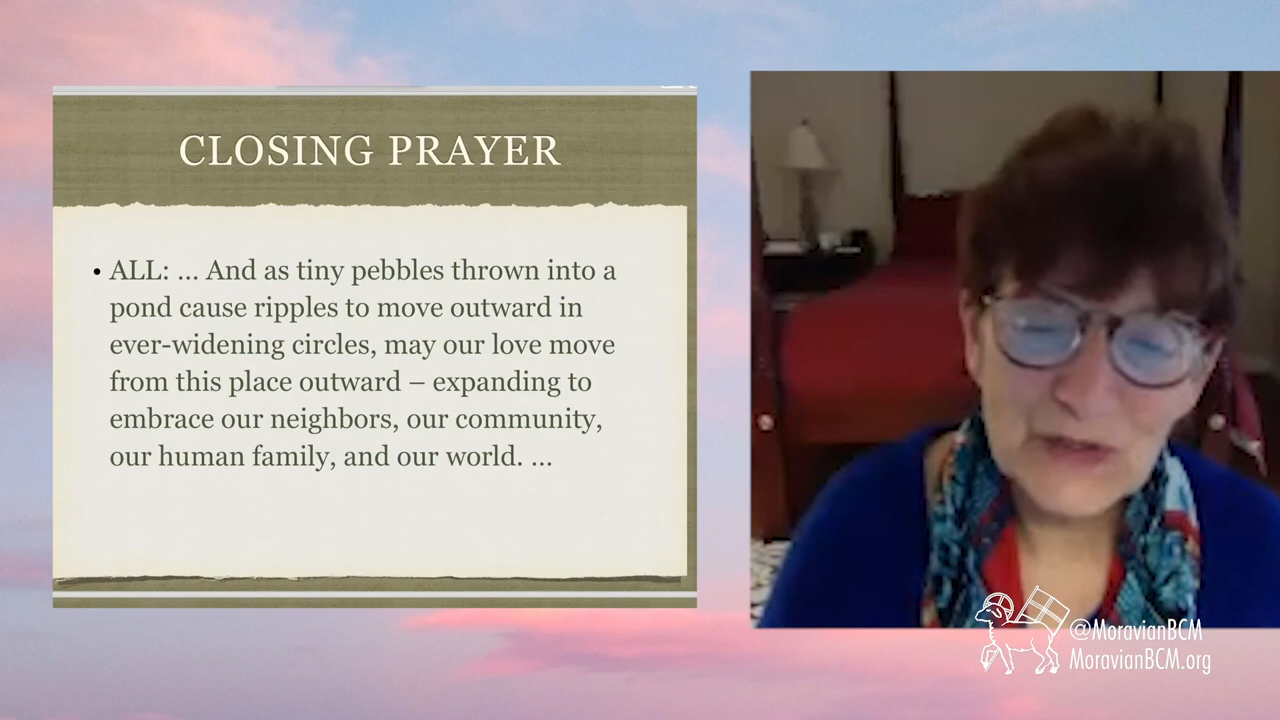 CLOSING PRAYER
• ALL: ... And as tiny pebbles thrown into a
pond cause ripples to move outward in
ever-widening circles, may our love move
from this place outward – expanding to
embrace our neighbors, our community,
our human family, and our world. ...
@MoravianBCM
MoravianBCM.org